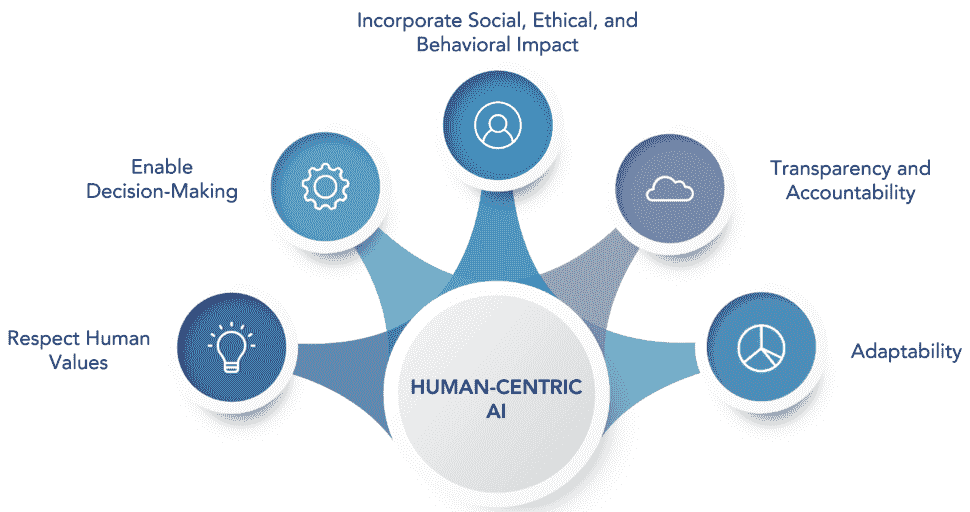 Incorporate Social, Ethical, and
Behavioral Impact
Enable
Decision-Making
Transparency and
Accountability
Respect Human
Values
Adaptability
HUMAN-CENTRIC
AI